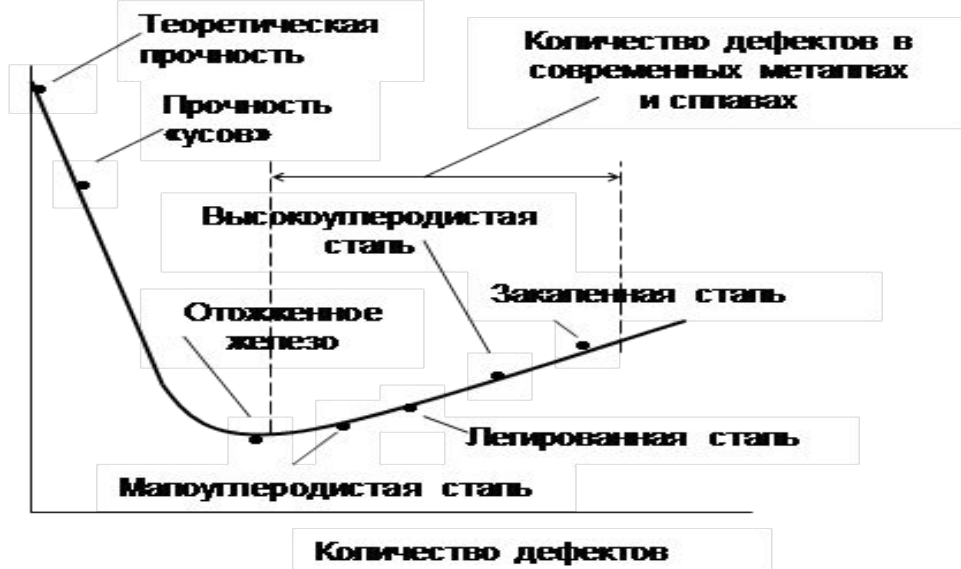 Теоретическая
прочность
Количество дефектов в
современных металлах
и сплавах
Прочность
«усов»
Высокоуглеродистая
сталь
Закаленная сталь
Отожженное
железо
Легированная сталь
Малоуглеродистая сталь
Количество дефектов